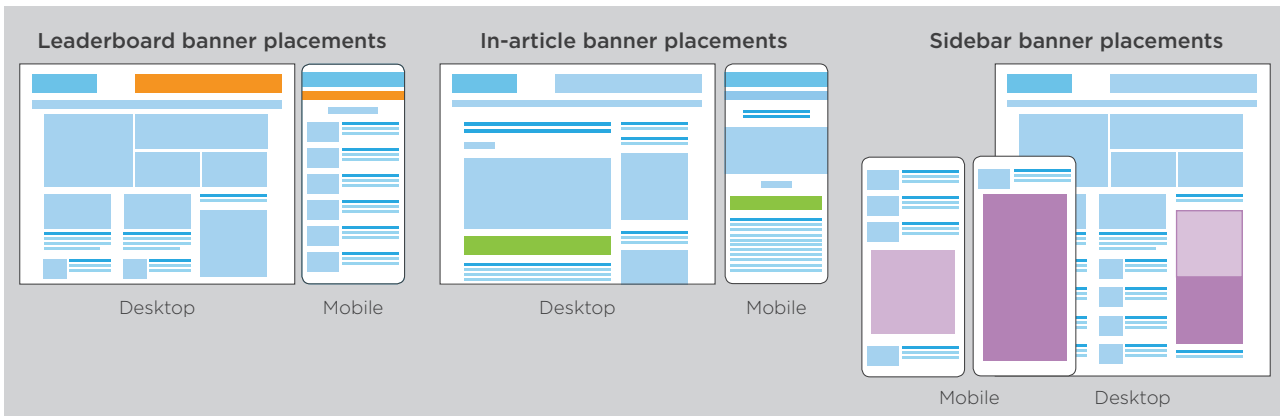 Leaderboard banner placements
In-article banner placements
Sidebar banner placements
Desktop
Mobile
Desktop
Mobile
Mobile
Desktop